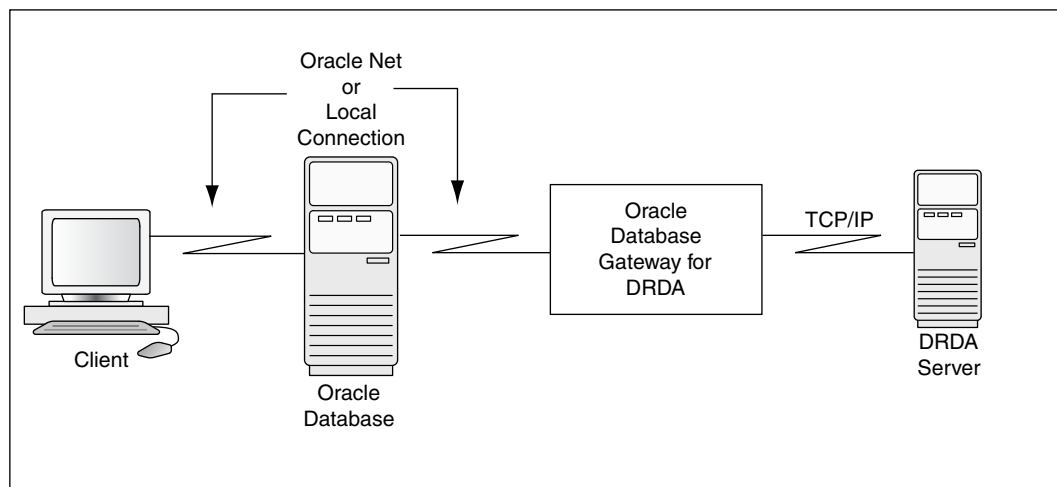 Oracle Net
or
Local
Connection
Client
Oracle
Database
Oracle
Database
Gateway for
DRDA
TCP/IP
DRDA
Server